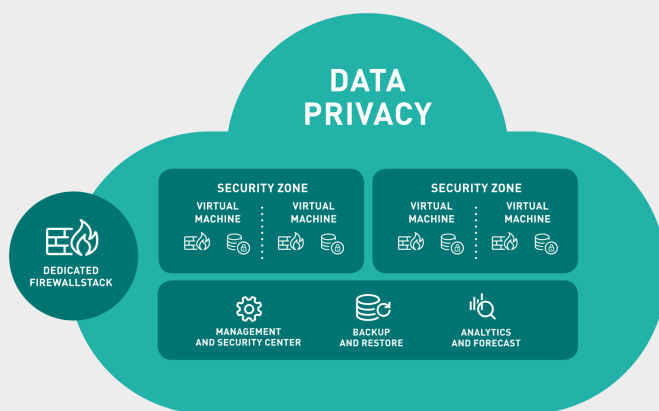 DATA
PRIVACY
SECURITY ZONE
VIRTUAL
MACHINE
VIRTUAL
MACHINE
SECURITY ZONE
VIRTUAL
MACHINE
VIRTUAL
MACHINE
DEDICATED
FIREWALLSTACK
MANAGEMENT
AND SECURITY CENTER
BACKUP
AND RESTORE
ANALYTICS
AND FORECAST